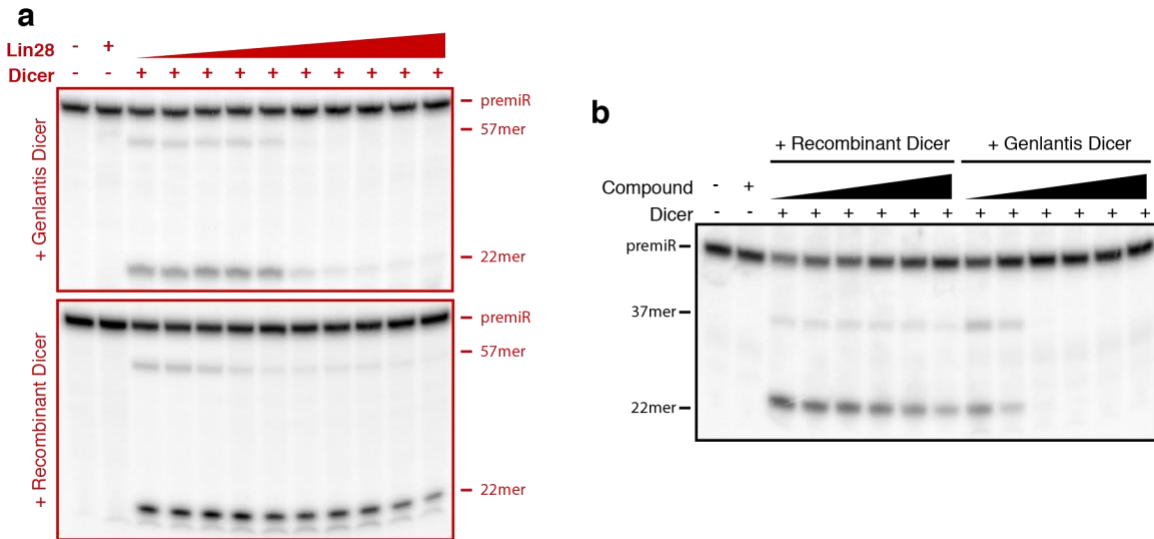 a
Lin28 - +
Dicer - - + + + + + + + + + +
+ Genlantis Dicer
premiR
57mer
22mer
+ Recombinant Dicer
premiR
57mer
22mer
b
+ Recombinant Dicer + Genlantis Dicer
Compound - +
Dicer - - + + + + + + + + + + + +
premiR
37mer
22mer